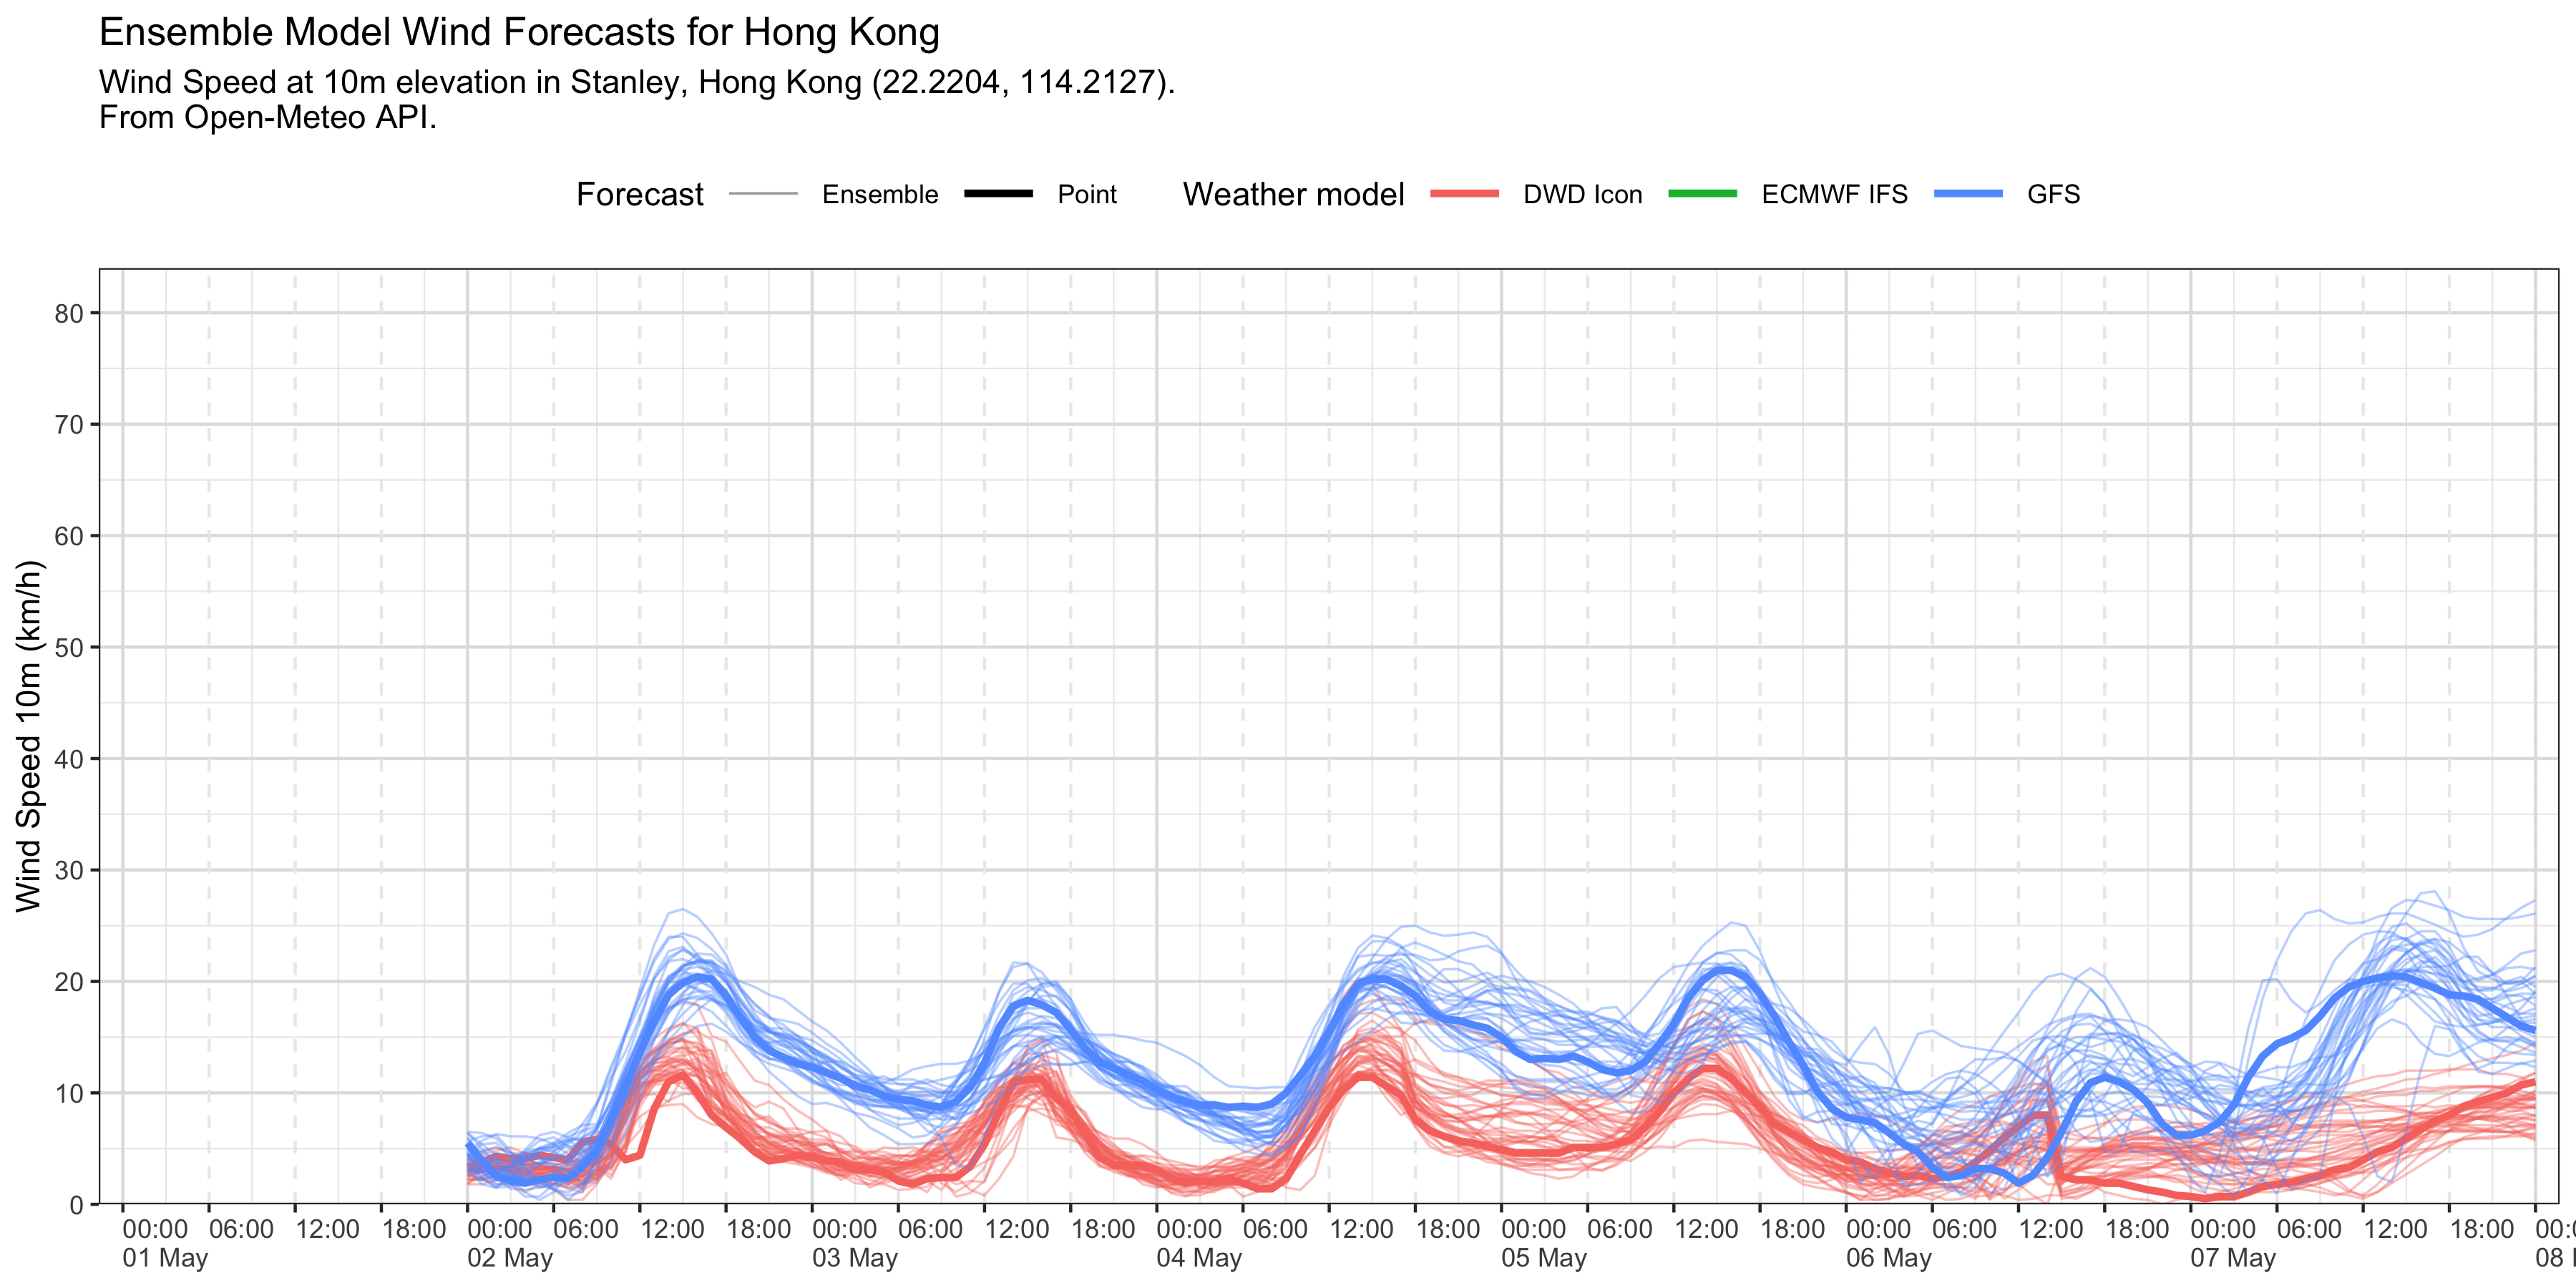 Ensemble Model Wind Forecasts for Hong Kong
Wind Speed at 10m elevation in Stanley, Hong Kong (22.2204, 114.2127).
From Open-Meteo API.
Forecast Ensemble Point Weather model DWD Icon ECMWF IFS GFS
Wind Speed 10m (km/h)
80
70
60
50
40
30
20
10
0
00:00 06:00 12:00 18:00 00:00 06:00 12:00 18:00 00:00 06:00 12:00 18:00 00:00 06:00 12:00 18:00 00:00 06:00 12:00 18:00 00:00 06:00 12:00 18:00 00:00 06:00 12:00 18:00
01 May 02 May 03 May 04 May 05 May 06 May 07 May 08